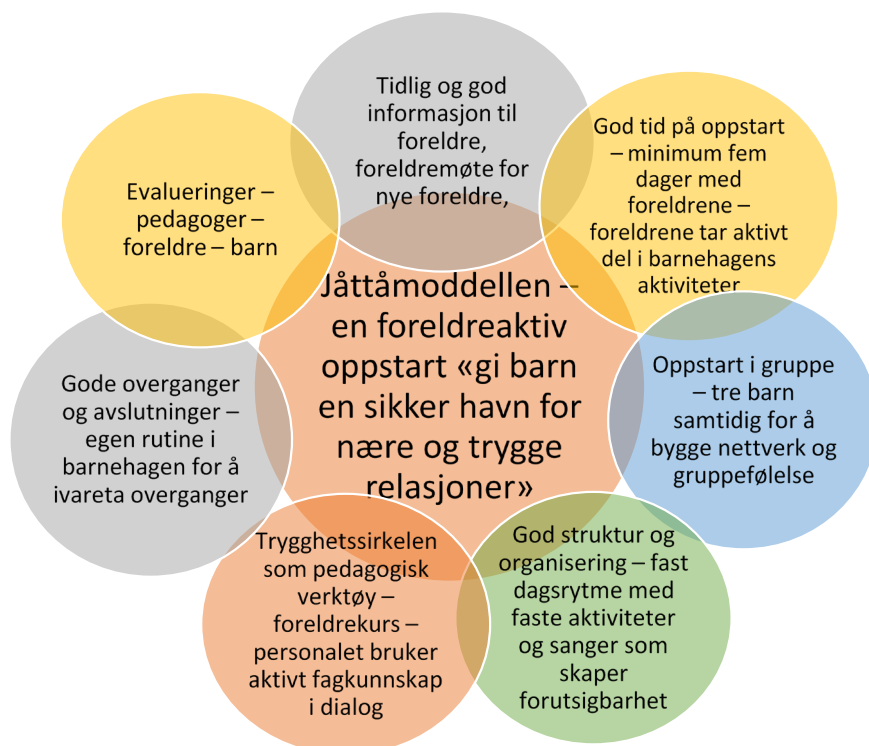 Tidlig og god
informasjon til
foreldre,
foreldremøte for
nye foreldre,
God tid på oppstart
– minimum fem
dager med
foreldrene –
foreldrene tar aktivt
del i barnehagens
aktiviteter
Oppstart i gruppe
– tre barn
samtidig for å
bygge nettverk og
gruppefølelse
God struktur og
organisering – fast
dagsrytme med
faste aktiviteter
og sanger som
skaper
forutsigbarhet
Trygghetssirkelen
som pedagogisk
verktøy –
foreldrekurs –
personalet bruker
aktivt fagkunnskap
i dialog
Gode overganger
og avslutninger –
egen rutine i
barnehagen for å
ivareta overganger
Evalueringer –
pedagoger –
foreldre – barn
Jåttåmoddellen –
en foreldreaktiv
oppstart «gi barn
en sikker havn for
nære og trygge
relasjoner»